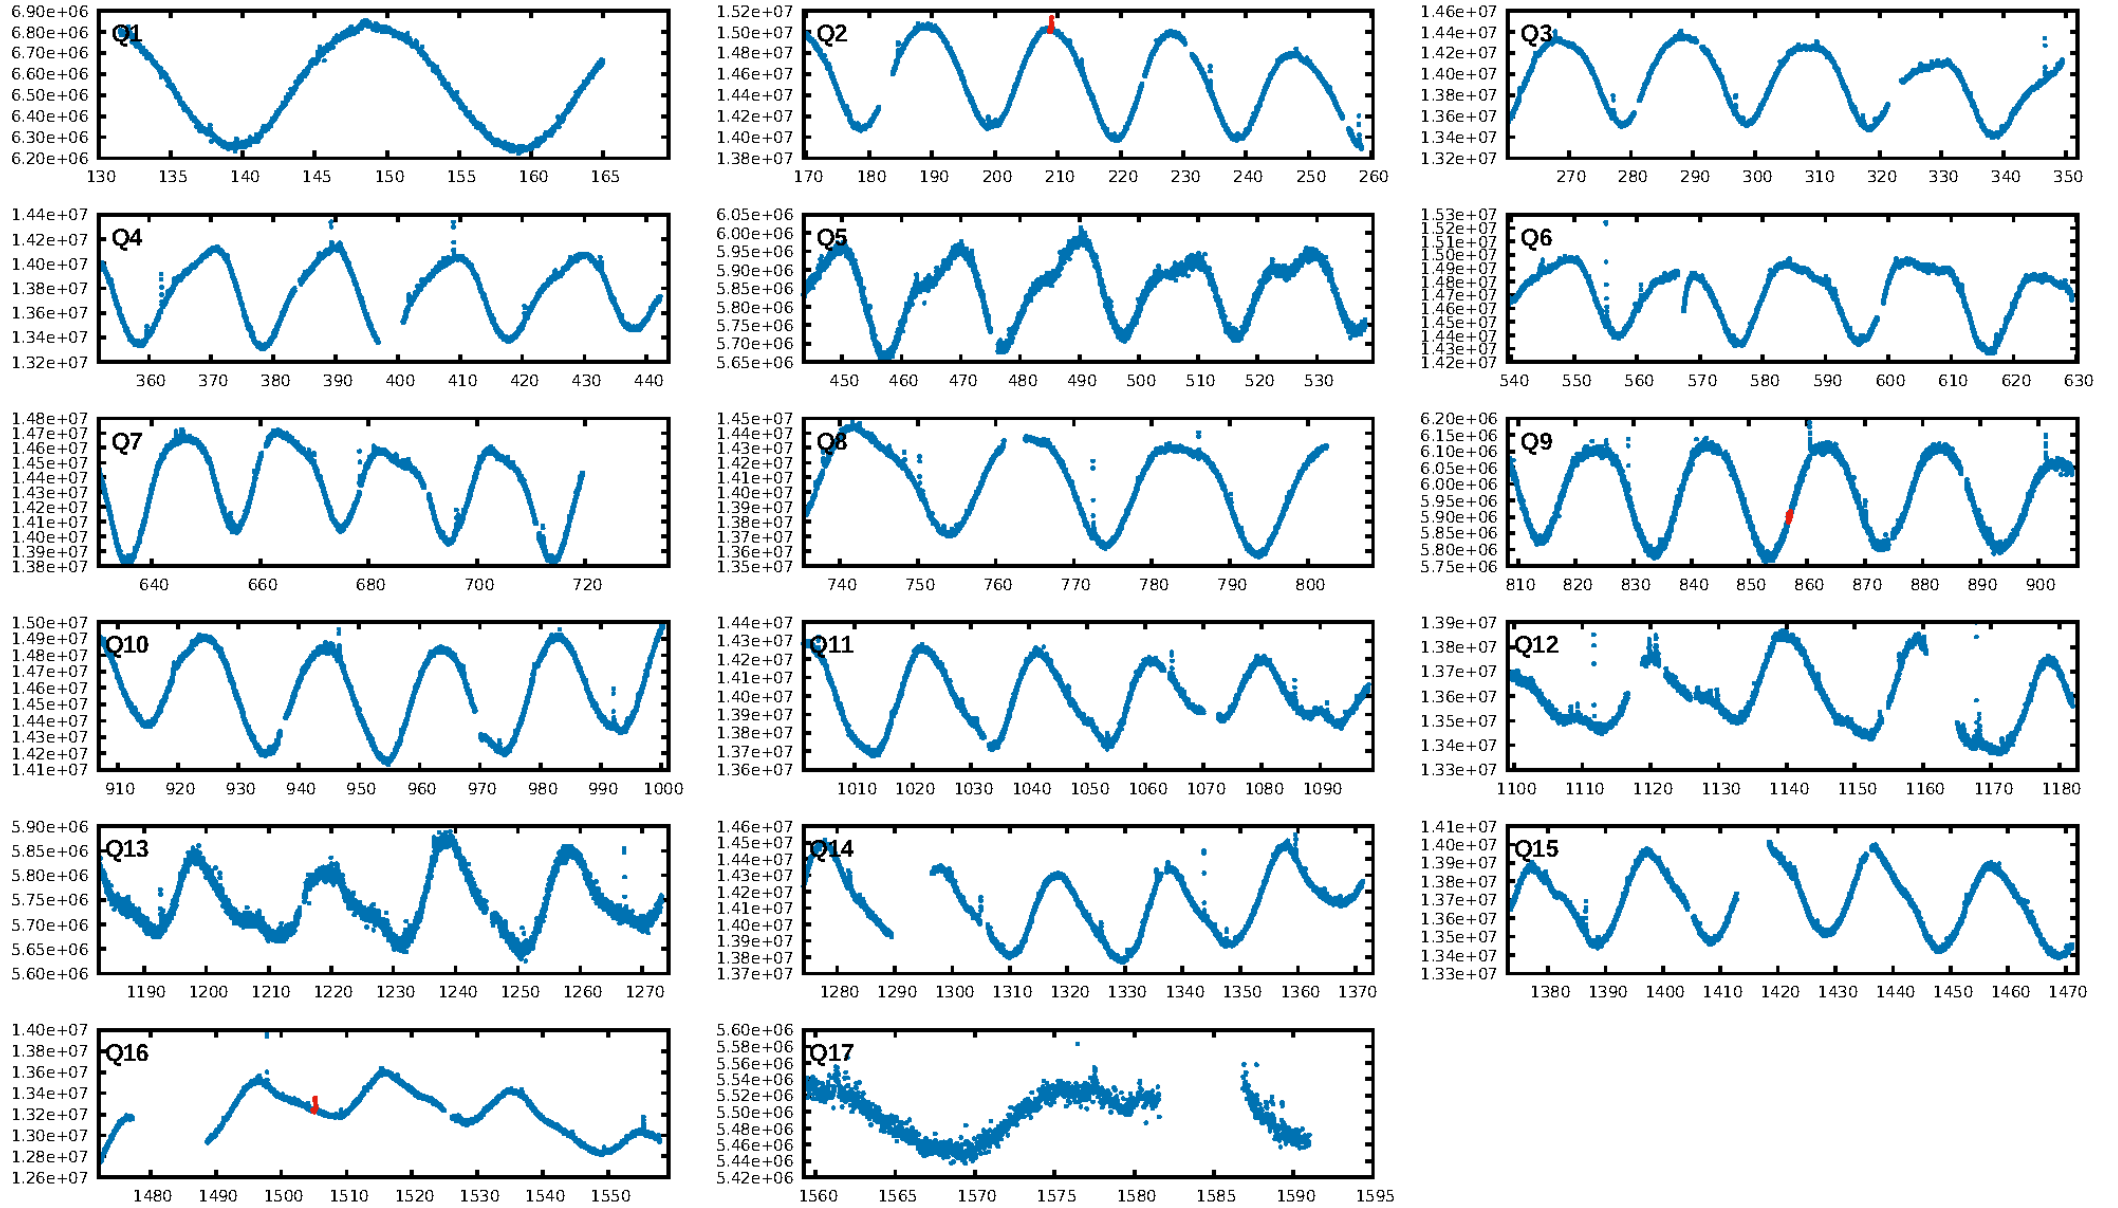 6.90e+06 6.80e+06 6.70e+06 6.60e+06 6.50e+06 6.40e+06 6.30e+06 6.20e+06
Q1
130 135 140 145 150 155 160 165
1.52e+07 1.50e+07 1.48e+07 1.46e+07 1.44e+07 1.42e+07 1.40e+07 1.38e+07
Q2
170 180 190 200 210 220 230 240 250 260
1.46e+07 1.44e+07 1.42e+07 1.40e+07 1.38e+07 1.36e+07 1.34e+07 1.32e+07
Q3
270 280 290 300 310 320 330 340 350
1.44e+07 1.42e+07 1.40e+07 1.38e+07 1.36e+07 1.34e+07 1.32e+07
Q4
360 370 380 390 400 410 420 430 440
6.05e+06 6.00e+06 5.95e+06 5.90e+06 5.85e+06 5.80e+06 5.75e+06 5.70e+06 5.65e+06
Q5
450 460 470 480 490 500 510 520 530
1.53e+07 1.52e+07 1.51e+07 1.50e+07 1.49e+07 1.48e+07 1.47e+07 1.46e+07 1.45e+07 1.44e+07 1.43e+07 1.42e+07
Q6
540 550 560 570 580 590 600 610 620 630
1.48e+07 1.47e+07 1.46e+07 1.45e+07 1.44e+07 1.43e+07 1.42e+07 1.41e+07 1.40e+07 1.39e+07 1.38e+07
Q7
640 660 680 700 720
1.45e+07 1.44e+07 1.43e+07 1.42e+07 1.41e+07 1.40e+07 1.39e+07 1.38e+07 1.37e+07 1.36e+07 1.35e+07
Q8
740 750 760 770 780 790 800
6.20e+06 6.15e+06 6.10e+06 6.05e+06 6.00e+06 5.95e+06 5.90e+06 5.85e+06 5.80e+06 5.75e+06
Q9
810 820 830 840 850 860 870 880 890 900
1.50e+07 1.49e+07 1.48e+07 1.47e+07 1.46e+07 1.45e+07 1.44e+07 1.43e+07 1.42e+07 1.41e+07
Q10
910 920 930 940 950 960 970 980 990 1000
1.44e+07 1.43e+07 1.42e+07 1.41e+07 1.40e+07 1.39e+07 1.38e+07 1.37e+07 1.36e+07
Q11
1010 1020 1030 1040 1050 1060 1070 1080 1090
1.39e+07 1.38e+07 1.37e+07 1.36e+07 1.35e+07 1.34e+07 1.33e+07
Q12
1100 1110 1120 1130 1140 1150 1160 1170 1180
5.90e+06 5.85e+06 5.80e+06 5.75e+06 5.70e+06 5.65e+06 5.60e+06
Q13
1190 1200 1210 1220 1230 1240 1250 1260 1270
1.46e+07 1.45e+07 1.44e+07 1.43e+07 1.42e+07 1.41e+07 1.40e+07 1.39e+07 1.38e+07 1.37e+07
Q14
1280 1290 1300 1310 1320 1330 1340 1350 1360 1370
1.41e+07 1.40e+07 1.39e+07 1.38e+07 1.37e+07 1.36e+07 1.35e+07 1.34e+07 1.33e+07
Q15
1380 1390 1400 1410 1420 1430 1440 1450 1460 1470
1.40e+07 1.38e+07 1.36e+07 1.34e+07 1.32e+07 1.30e+07 1.28e+07 1.26e+07
Q16
1480 1490 1500 1510 1520 1530 1540 1550
5.60e+06 5.58e+06 5.56e+06 5.54e+06 5.52e+06 5.50e+06 5.48e+06 5.46e+06 5.44e+06 5.42e+06
Q17
1560 1565 1570 1575 1580 1585 1590 1595